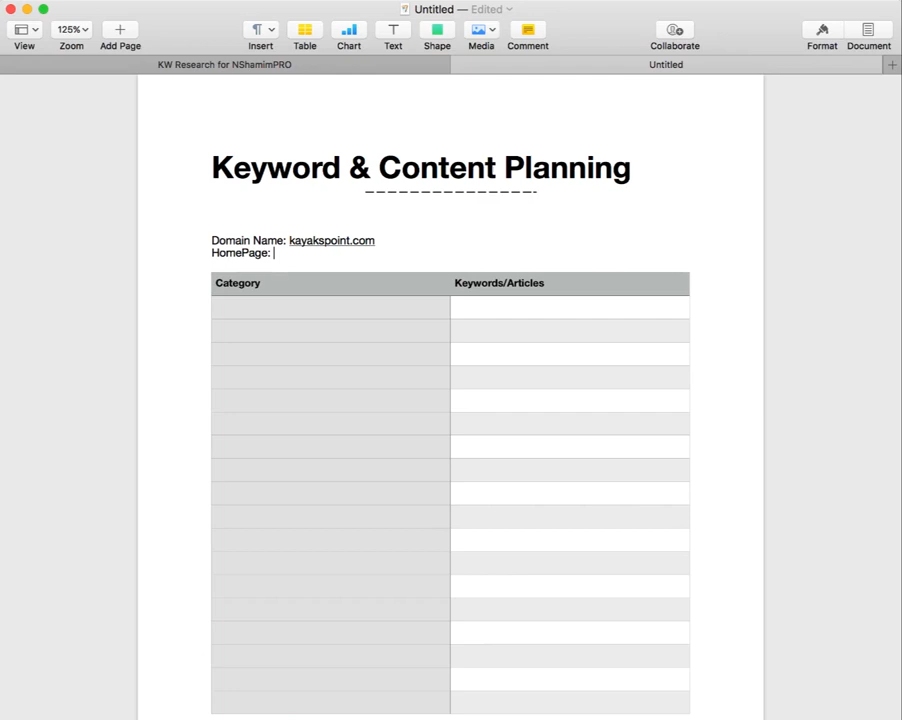 Untitled — Edited
125%
View
Zoom
Add Page
Insert
Table
Chart
Text
Shape
Media
Comment
Collaborate
Format
Document
KW Research for NShamimPRO
Untitled
Keyword & Content Planning
Domain Name: kayakspoint.com
HomePage:
Category
Keywords/Articles